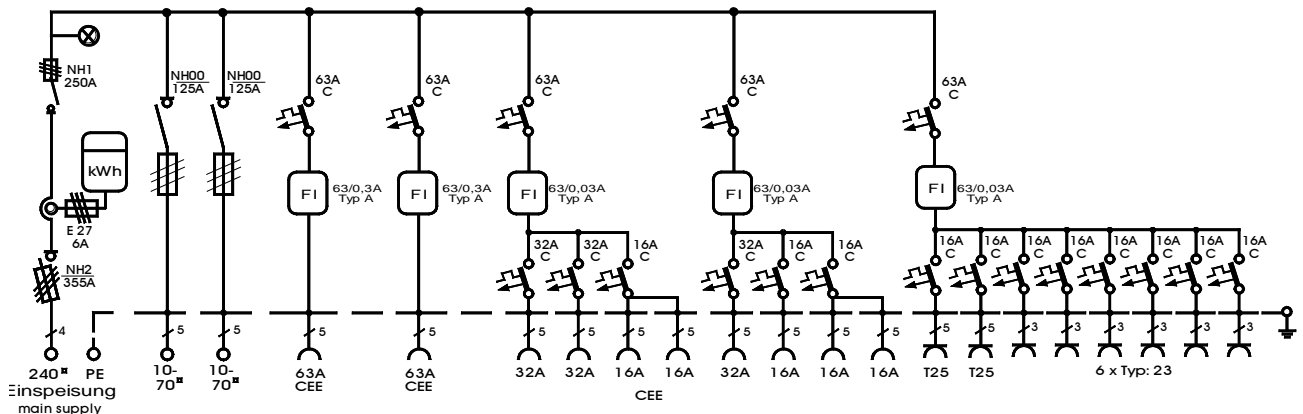 NH1
250A
NH00
125A
NH00
125A
63A
C
63A
C
63A
C
63A
C
63A
C
kWh
E 27
6A
NH2
355A
FI
63/0,3A
Typ A
FI
63/0,3A
Typ A
FI
63/0,03A
Typ A
FI
63/0,03A
Typ A
FI
63/0,03A
Typ A
32A
C
32A
C
16A
C
32A
C
16A
C
16A
C
16A
C
16A
C
16A
C
16A
C
16A
C
16A
C
16A
C
16A
C
4
5
5
5
5
5
5
5
5
5
5
5
5
5
5
3
3
3
3
3
3
240¤
PE
10-
70¤
10-
70¤
63A
CEE
63A
CEE
32A
32A
16A
16A
32A
16A
16A
16A
T25
T25
6 x Typ: 23
CEE
Einspeisung
main supply